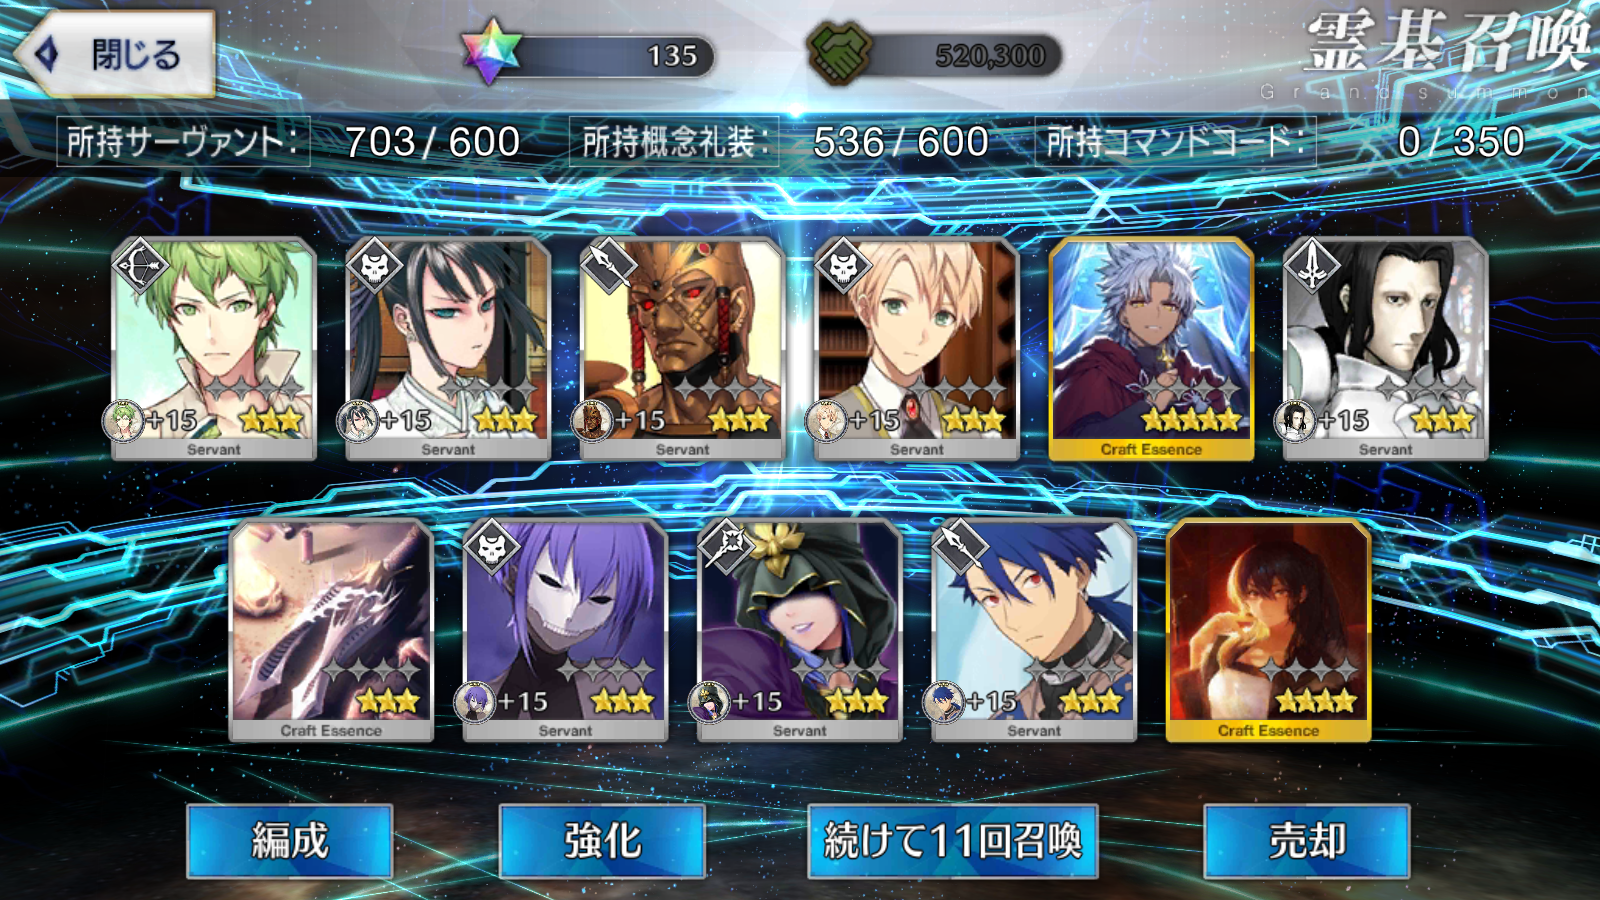 閉じる
135
520,300
霊基召喚
Grand summon
所持サーヴァント: 703 / 600
所持概念礼装: 536 / 600
所持コマンドコード: 0 / 350
+15
+15
+15
+15
+15
Servant
Servant
Servant
Servant
Craft Essence
Servant
+15
+15
+15
Craft Essence
Servant
Servant
Servant
Craft Essence
編成
強化
続けて11回召喚
売却